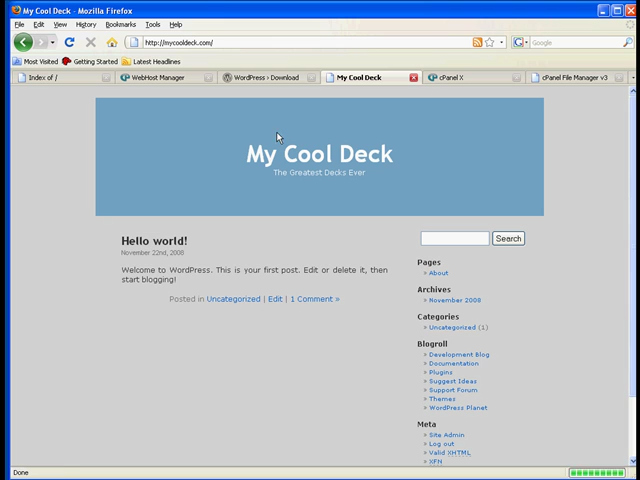 My Cool Deck - Mozilla Firefox
File Edit View History Bookmarks Tools Help
http://mycooldeck.com/
Google
Most Visited Getting Started Latest Headlines
Index of / WebHost Manager WordPress › Download My Cool Deck cPanel X cPanel File Manager v3
My Cool Deck
The Greatest Decks Ever
Hello world!
November 22nd, 2008
Welcome to WordPress. This is your first post. Edit or delete it, then
start blogging!
Posted in Uncategorized | Edit | 1 Comment »
Search
Pages
» About
Archives
» November 2008
Categories
» Uncategorized (1)
Blogroll
» Development Blog
» Documentation
» Plugins
» Suggest Ideas
» Support Forum
» Themes
» WordPress Planet
Meta
» Site Admin
» Log out
» Valid XHTML
» XFN
Done